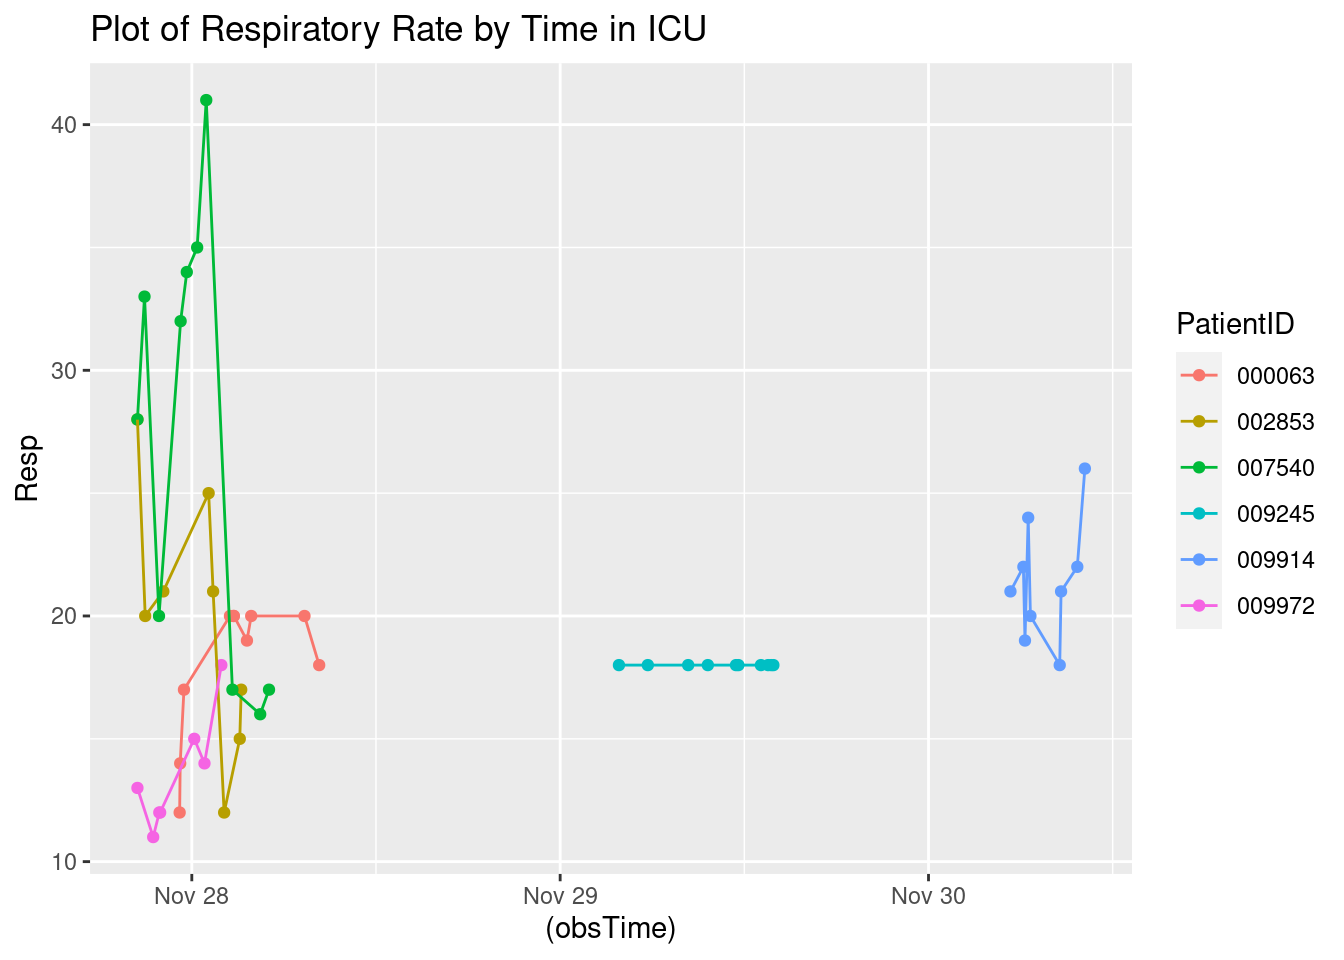 Plot of Respiratory Rate by Time in ICU
Resp
40
30
20
10
Nov 28
Nov 29
Nov 30
(obsTime)
PatientID
000063
002853
007540
009245
009914
009972